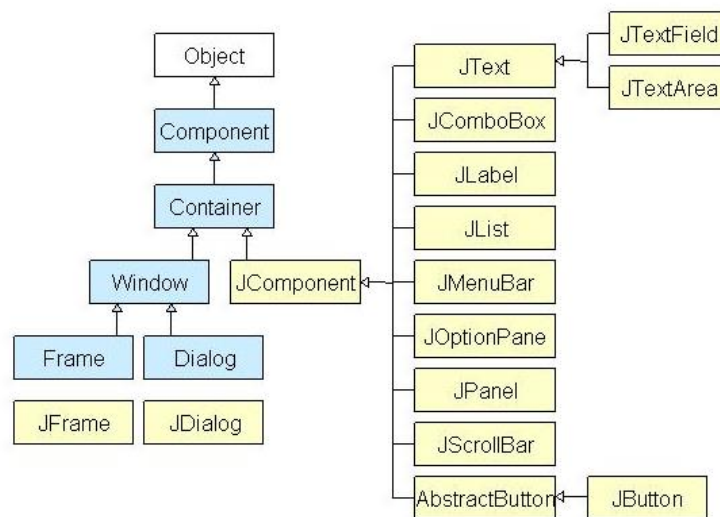 Object
Component
Container
Window
JComponent
Frame
Dialog
JFrame
JDialog
JText
JComboBox
JLabel
JList
JMenuBar
JOptionPane
JPanel
JScrollBar
AbstractButton
JTextField
JTextArea
JButton